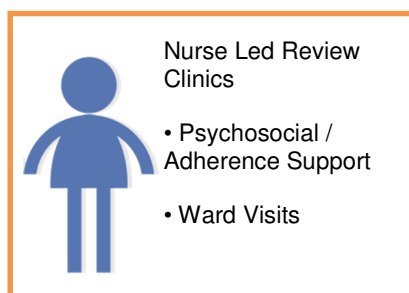 Nurse Led Review
Clinics
• Psychosocial /
Adherence Support
• Ward Visits